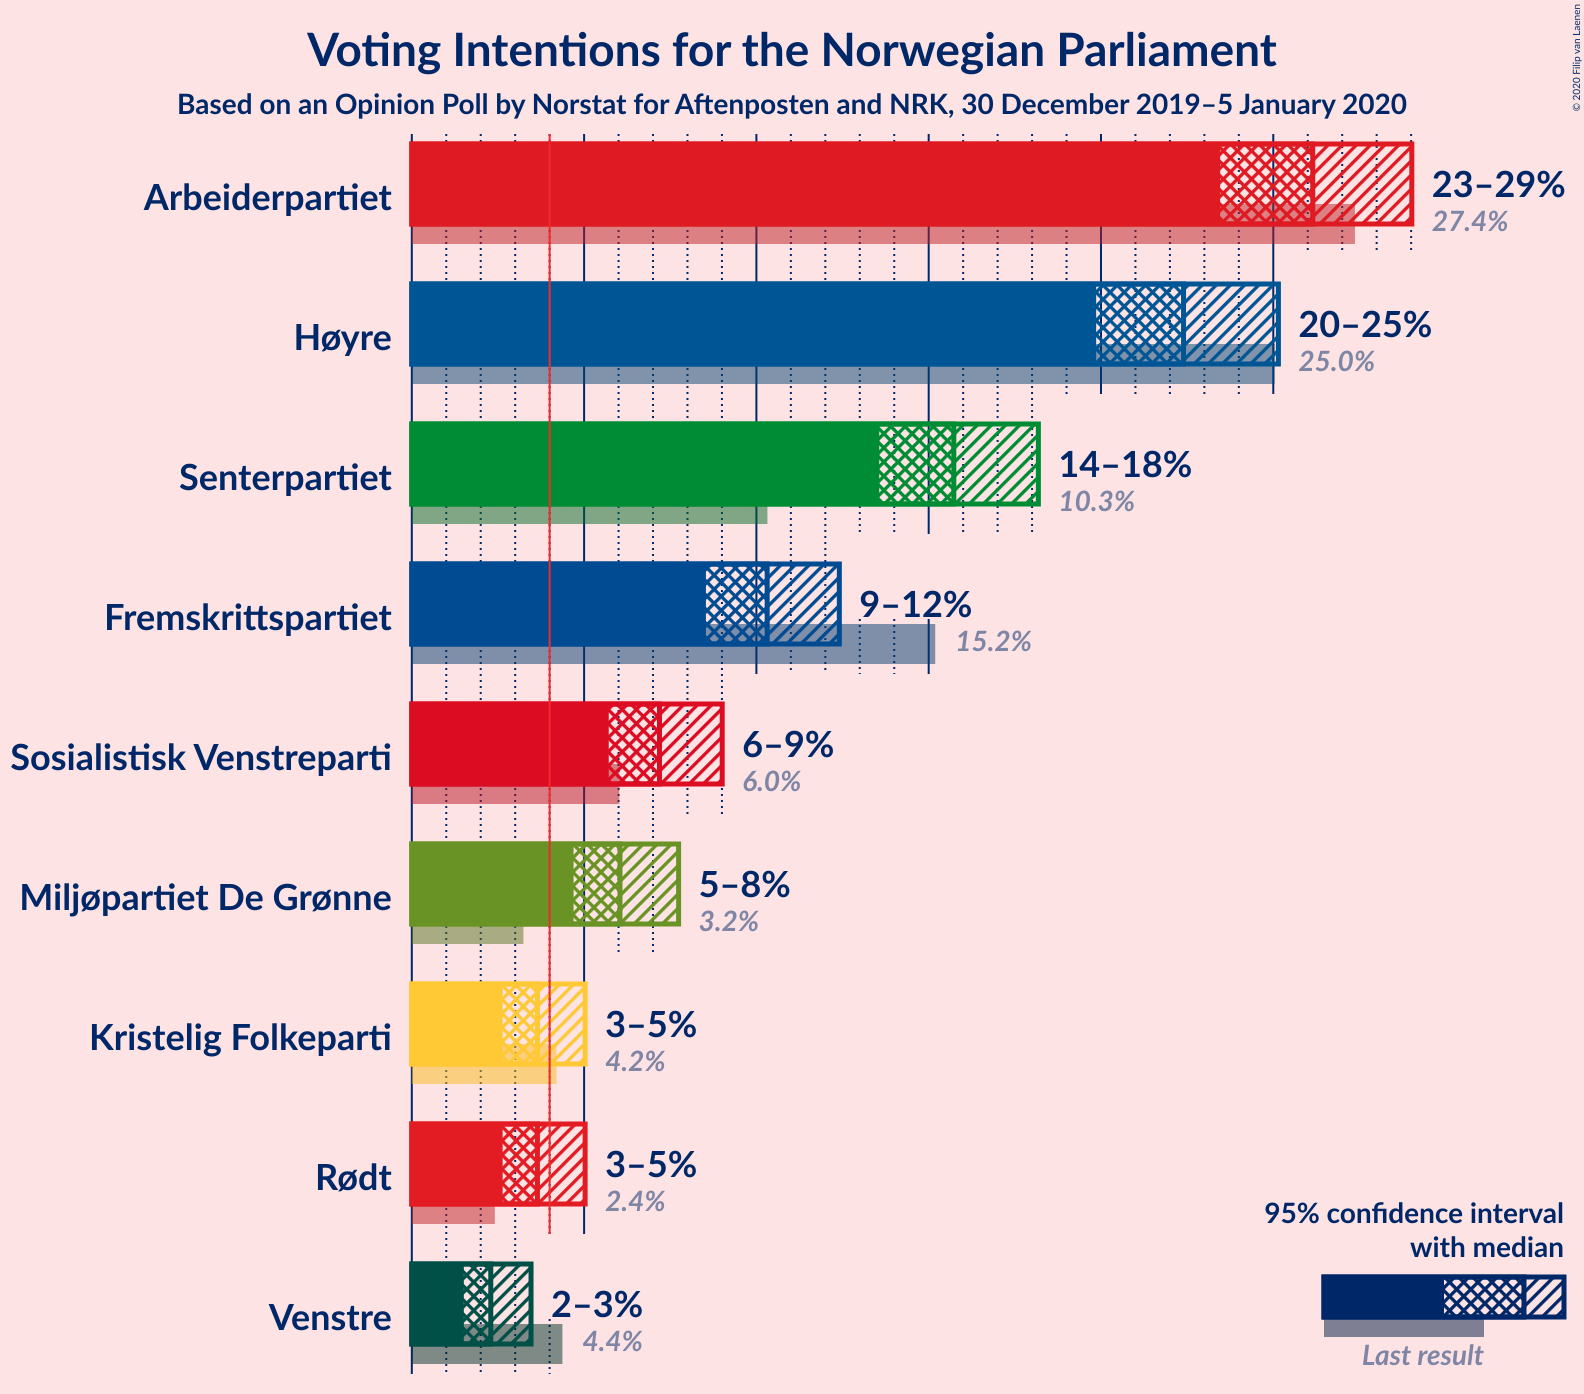 Voting Intentions for the Norwegian Parliament
Based on an Opinion Poll by Norstat for Aftenposten and NRK, 30 December 2019–5 January 2020
© 2020 Filip van Laenen
Arbeiderpartiet
23–29%
27.4%
Høyre
20–25%
25.0%
Senterpartiet
14–18%
10.3%
Fremskrittspartiet
9–12%
15.2%
Sosialistisk Venstreparti
6–9%
6.0%
Miljøpartiet De Grønne
5–8%
3.2%
Kristelig Folkeparti
3–5%
4.2%
Rødt
3–5%
2.4%
Venstre
2–3%
4.4%
95% confidence interval
with median
Last result